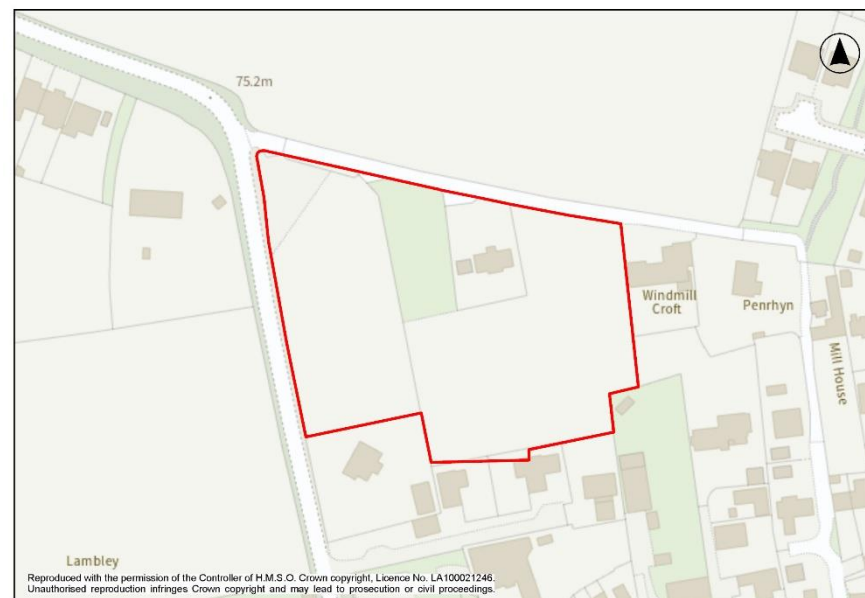 75.2m
Windmill
Croft
Penrhyn
Mill House
Lambley
Reproduced with the permission of the Controller of H.M.S.O. Crown copyright, Licence No. LA100021246.
Unauthorised reproduction infringes Crown copyright and may lead to prosecution or civil proceedings.